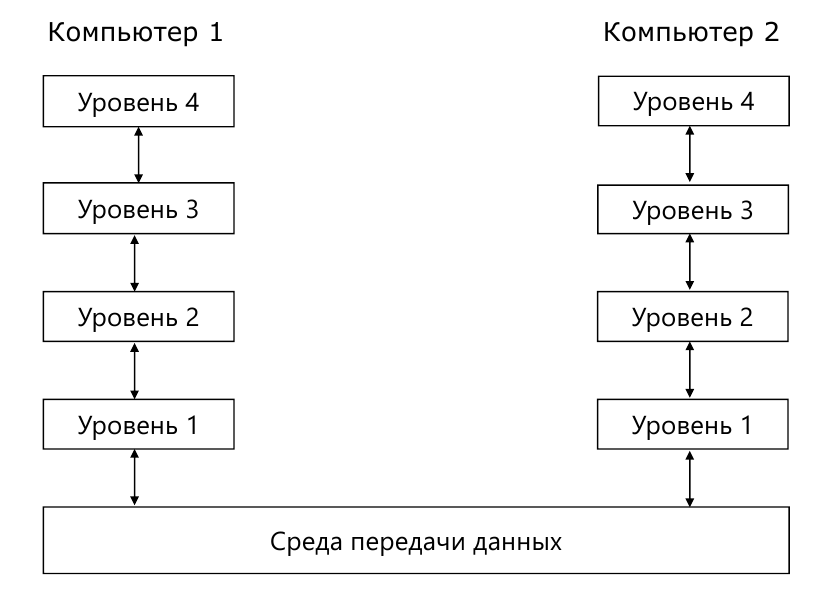 Компьютер 1
Компьютер 2
Уровень 4
Уровень 4
Уровень 3
Уровень 3
Уровень 2
Уровень 2
Уровень 1
Уровень 1
Среда передачи данных